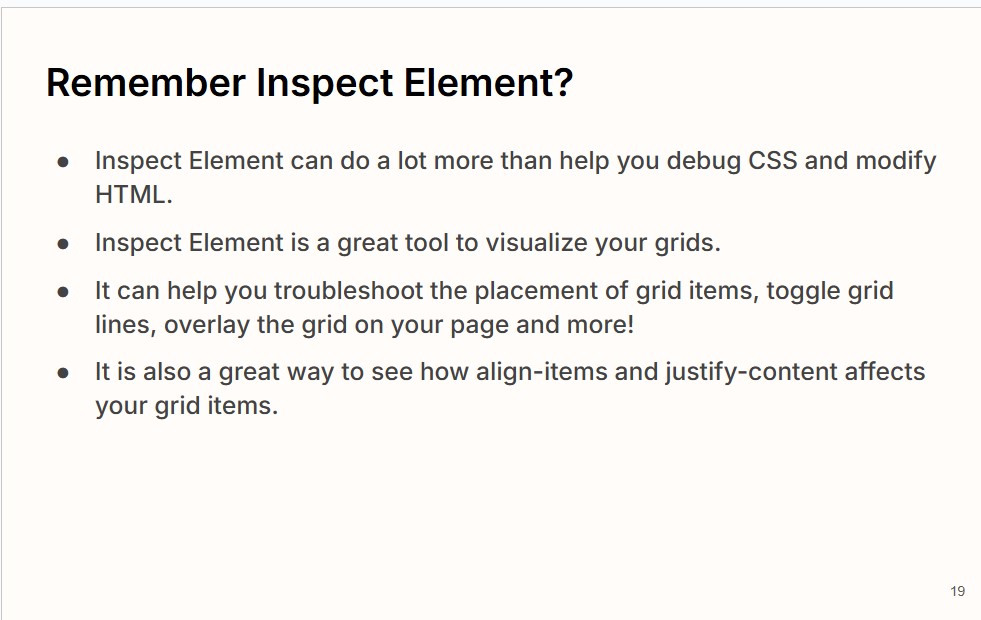 Remember Inspect Element?
● Inspect Element can do a lot more than help you debug CSS and modify
HTML.
● Inspect Element is a great tool to visualize your grids.
● It can help you troubleshoot the placement of grid items, toggle grid
lines, overlay the grid on your page and more!
● It is also a great way to see how align-items and justify-content affects
your grid items.
19